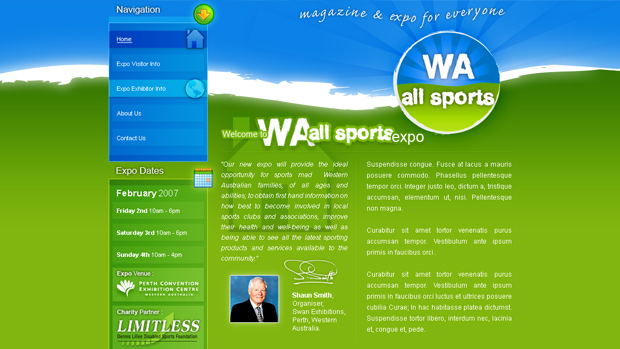 Navigation
Home
Expo Visitor Info
Expo Exhibitor Info
About Us
Contact Us
Expo Dates
February 2007
Friday 2nd 10am - 6pm
Saturday 3rd 10am - 6pm
Sunday 4th 10am - 4pm
Expo Venue :
PERTH CONVENTION
EXHIBITION CENTRE
WESTERN AUSTRALIA
Charity Partner :
LIMITLESS
Dennis Lillee Disabled Sports Foundation
magazine & expo for everyone
WA
all sports
Welcome to WA all sports expo
"Our new expo will provide the ideal
opportunity for sports mad Western
Australian families, of all ages and
abilities; to obtain first hand information on
how best to become involved in local
sports clubs and associations, improve
their health and well-being as well as
being able to see all the latest sporting
products and services available to the
community."
Shaun Smith,
Organiser,
Swan Exhibitions,
Perth, Western
Australia.
Suspendisse congue. Fusce at lacus a mauris
posuere commodo. Phasellus pellentesque
tempor orci. Integer justo leo, dictum a, tristique
accumsan, elementum ut, nisi. Pellentesque
non magna.
Curabitur sit amet tortor venenatis purus
accumsan tempor. Vestibulum ante ipsum
primis in faucibus orci .
Curabitur sit amet tortor venenatis purus
accumsan tempor. Vestibulum ante ipsum
primis in faucibus orci luctus et ultrices posuere
cubilia Curae; In hac habitasse platea dictumst.
Suspendisse tortor libero, interdum nec, lacinia
et, congue et, pede.